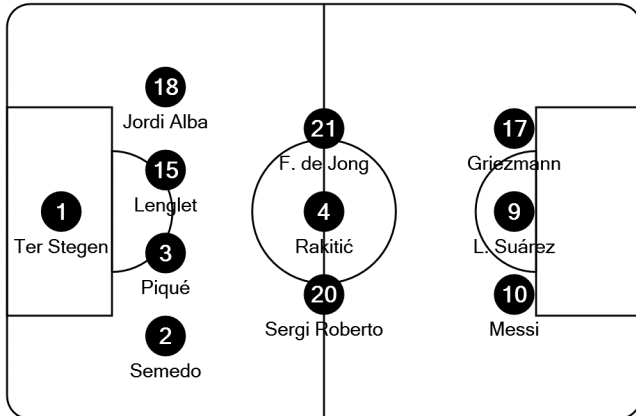 18
Jordi Alba
15
Lenglet
1
Ter Stegen
3
Piqué
2
Semedo
21
F. de Jong
4
Rakitić
20
Sergi Roberto
17
Griezmann
9
L. Suárez
10
Messi